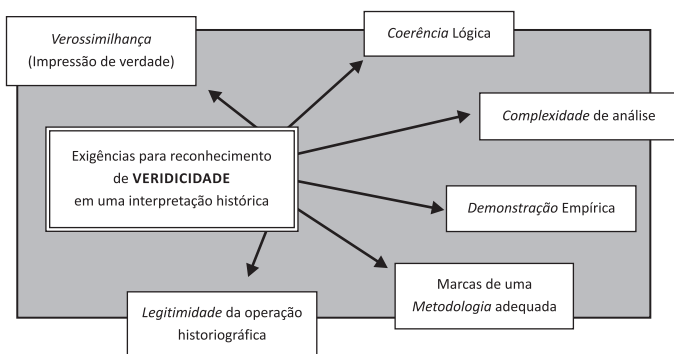 Verossimilhança
(Impressão de verdade)
Coerência Lógica
Complexidade de análise
Exigências para reconhecimento
de VERIDICIDADE
em uma interpretação histórica
Demonstração Empírica
Marcas de uma
Metodologia adequada
Legitimidade da operação
historiográfica